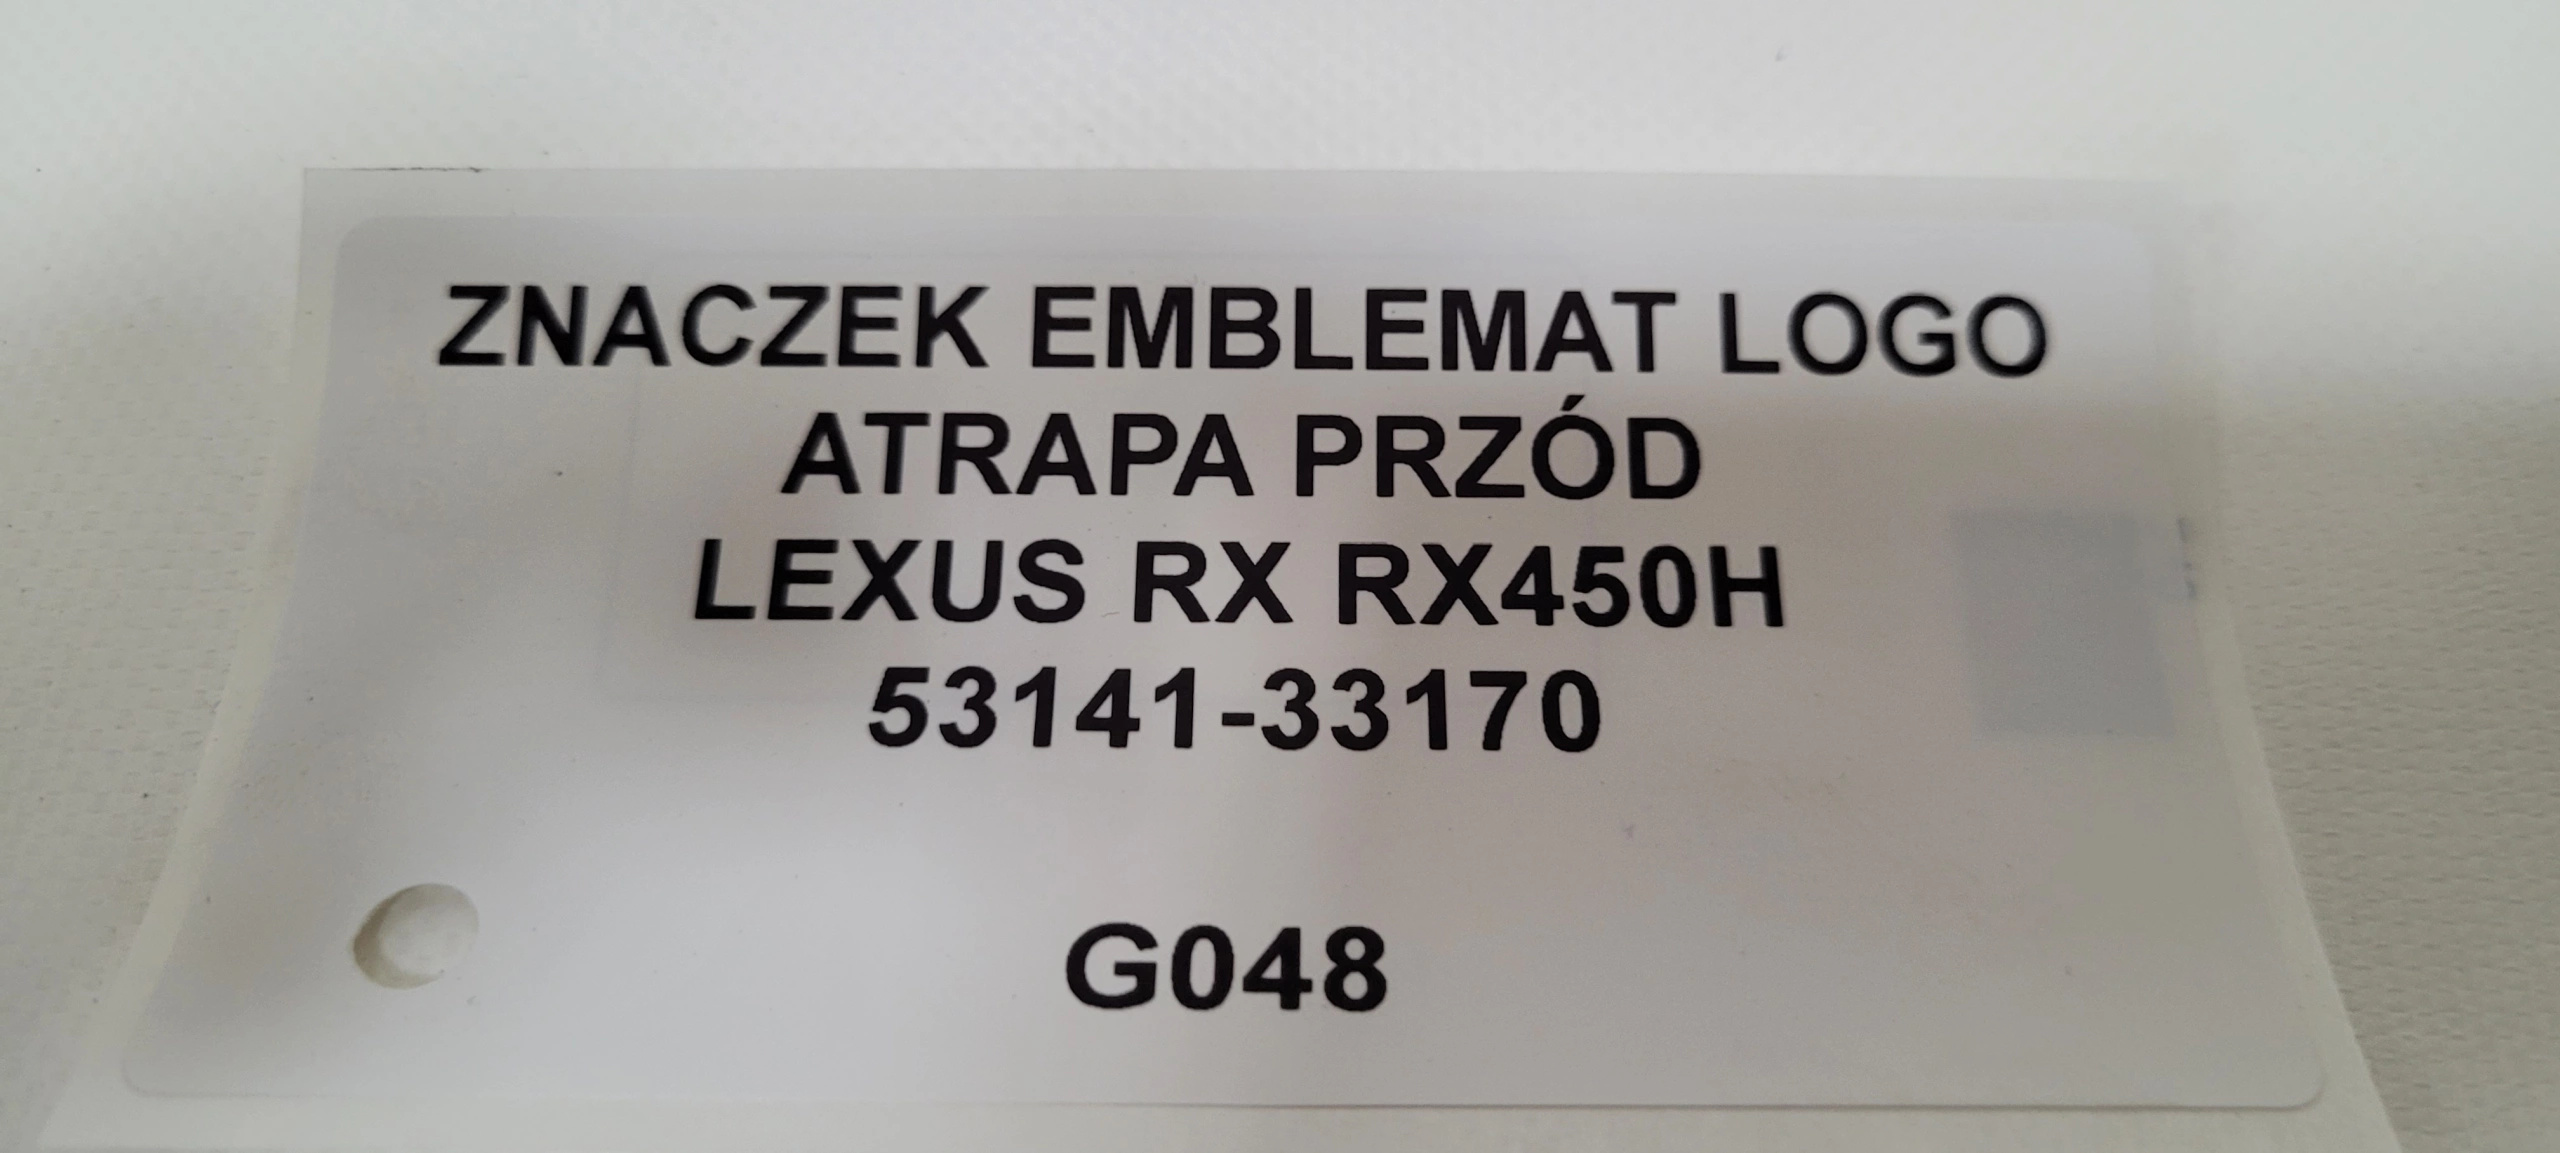 ZNACZEK EMBLEMAT LOGO
ATRAPA PRZÓD
LEXUS RX RX450H
53141-33170
G048